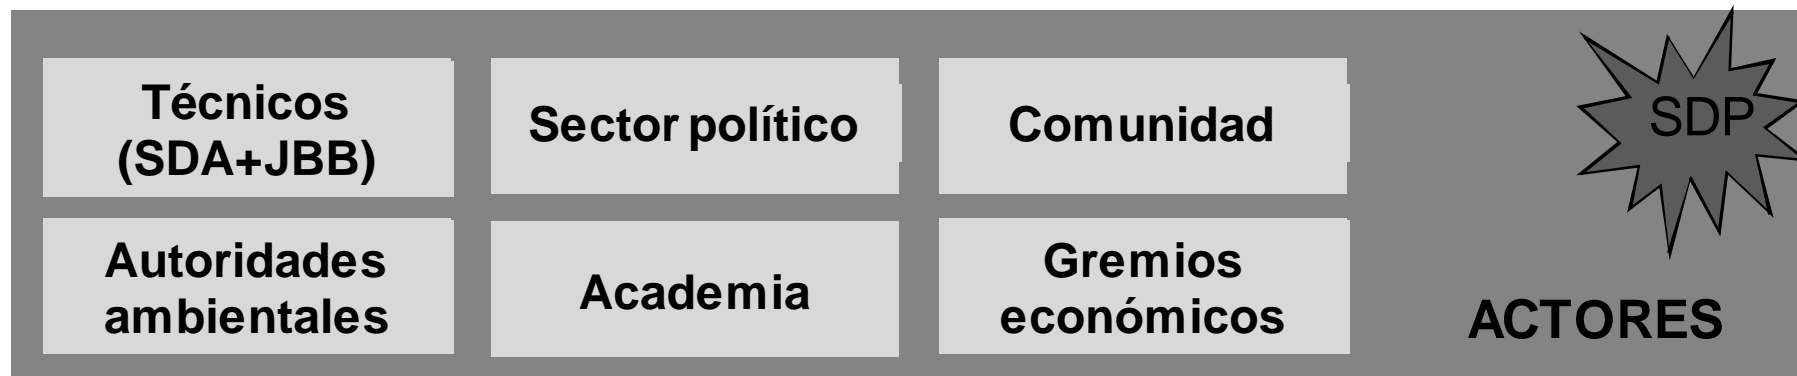 Técnicos
(SDA+JBB)
Sector político
Comunidad
SDP
Autoridades
ambientales
Academia
Gremios
económicos
ACTORES